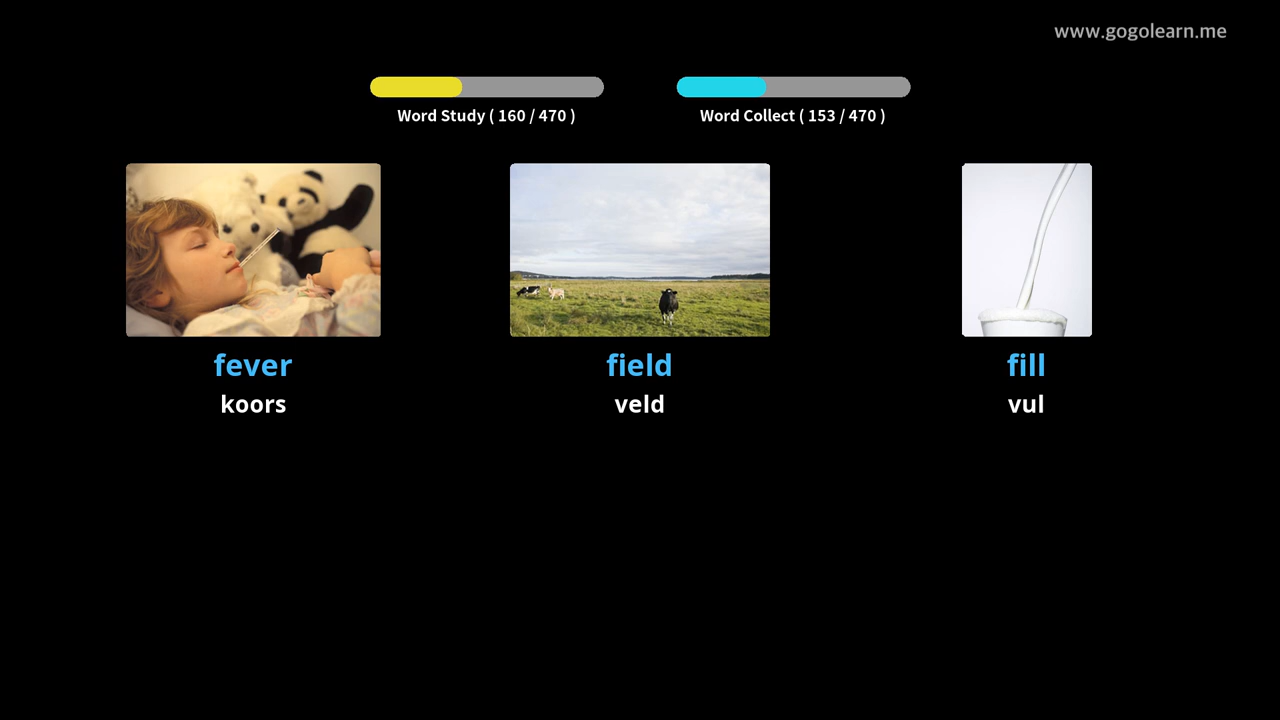 www.gogolearn.me
Word Study ( 160 / 470 )
Word Collect ( 153 / 470 )
fever
koors
field
veld
fill
vul